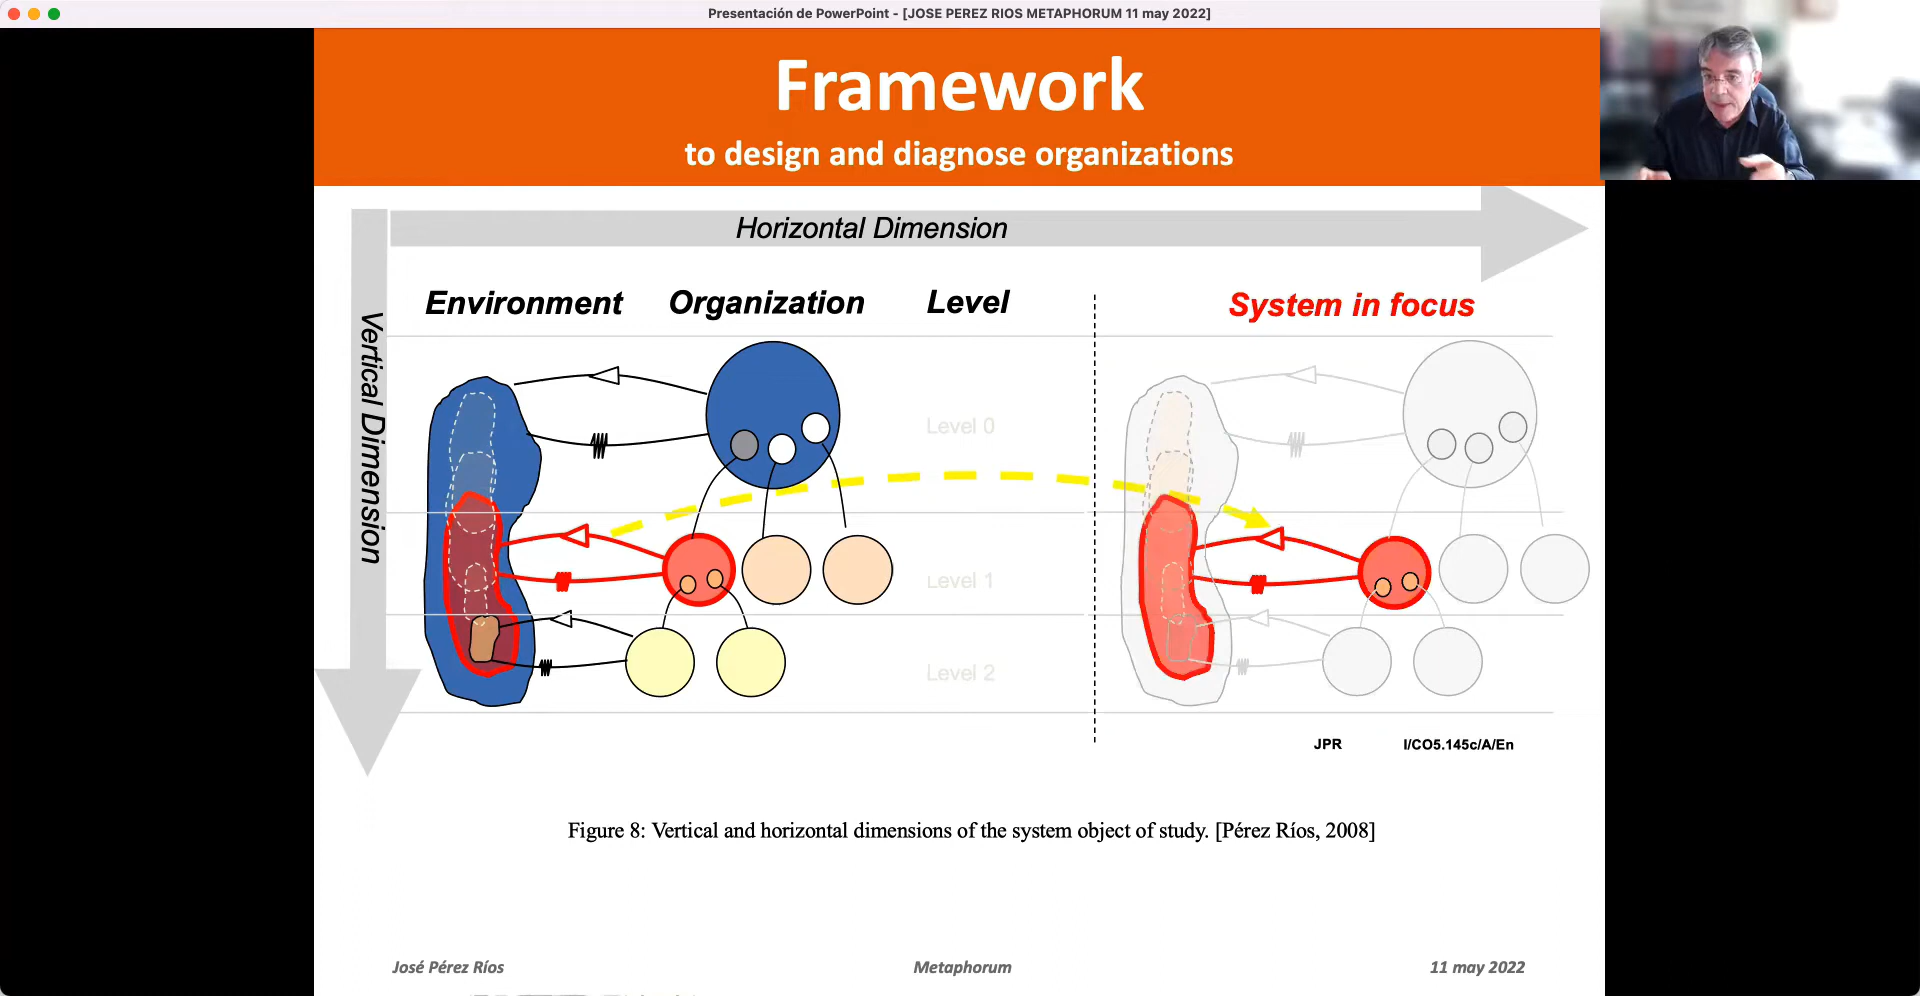 Presentación de PowerPoint - [JOSE PEREZ RIOS METAPHORUM 11 may 2022]
Framework
to design and diagnose organizations
Horizontal Dimension
Vertical Dimension
Environment Organization Level System in focus
Level 0
Level 1
Level 2
JPR I/CO5.145c/A/En
Figure 8: Vertical and horizontal dimensions of the system object of study. [Pérez Ríos, 2008]
José Pérez Ríos Metaphorum 11 may 2022